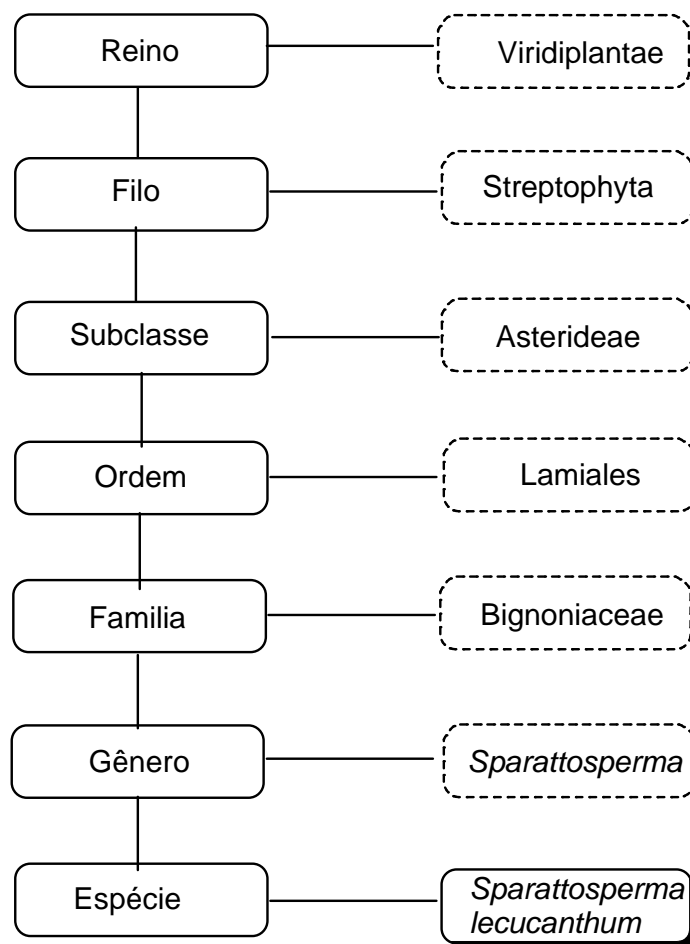 Reino
Viridiplantae
Filo
Streptophyta
Subclasse
Asterideae
Ordem
Lamiales
Familia
Bignoniaceae
Gênero
Sparattosperma
Espécie
Sparattosperma
lecucanthum